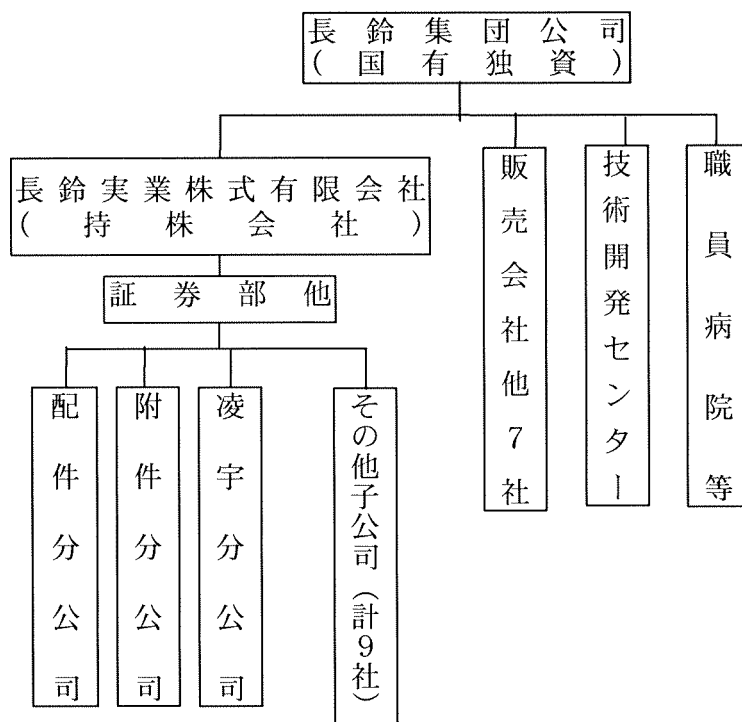 長鈴集団公司
(国有独資)
長鈴実業株式有限会社
(持株会社)
販売会社他7社
技術開発センター
職員病院等
証券部他
配件分公司
附件分公司
凌宇分公司
その他子公司(計9社)